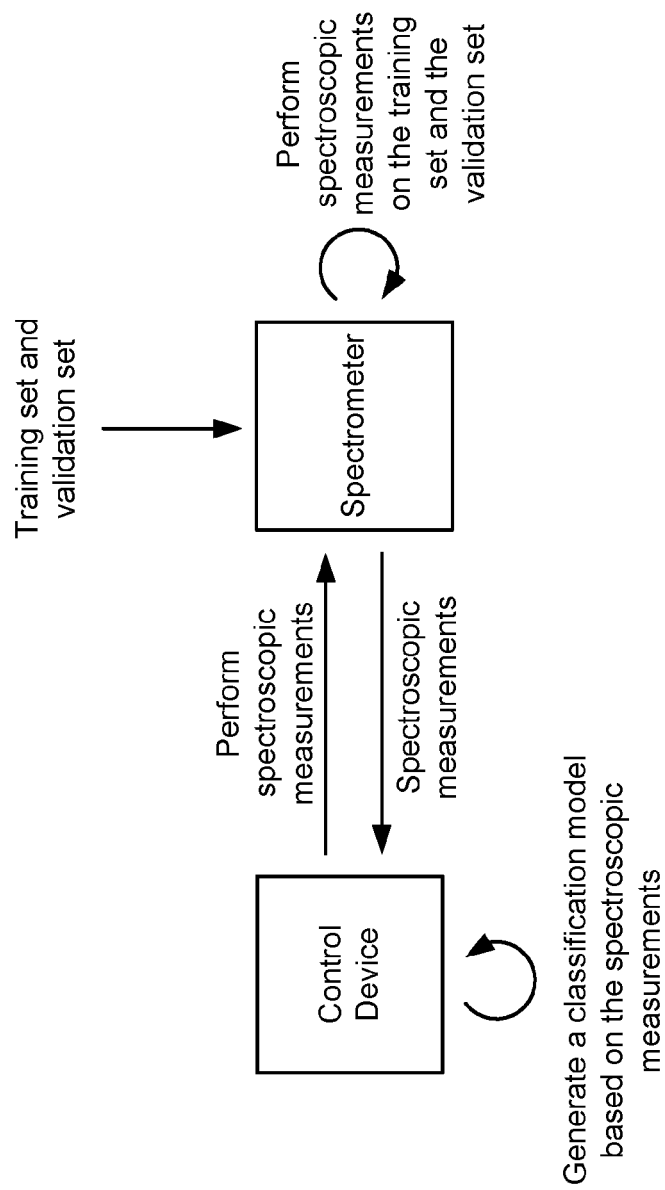 Training set and
validation set
Perform
spectroscopic
measurements
Control
Device
Spectrometer
Perform
spectroscopic
measurements
on the training
set and the
validation set
Spectroscopic
measurements
Generate a classification model
based on the spectroscopic
measurements